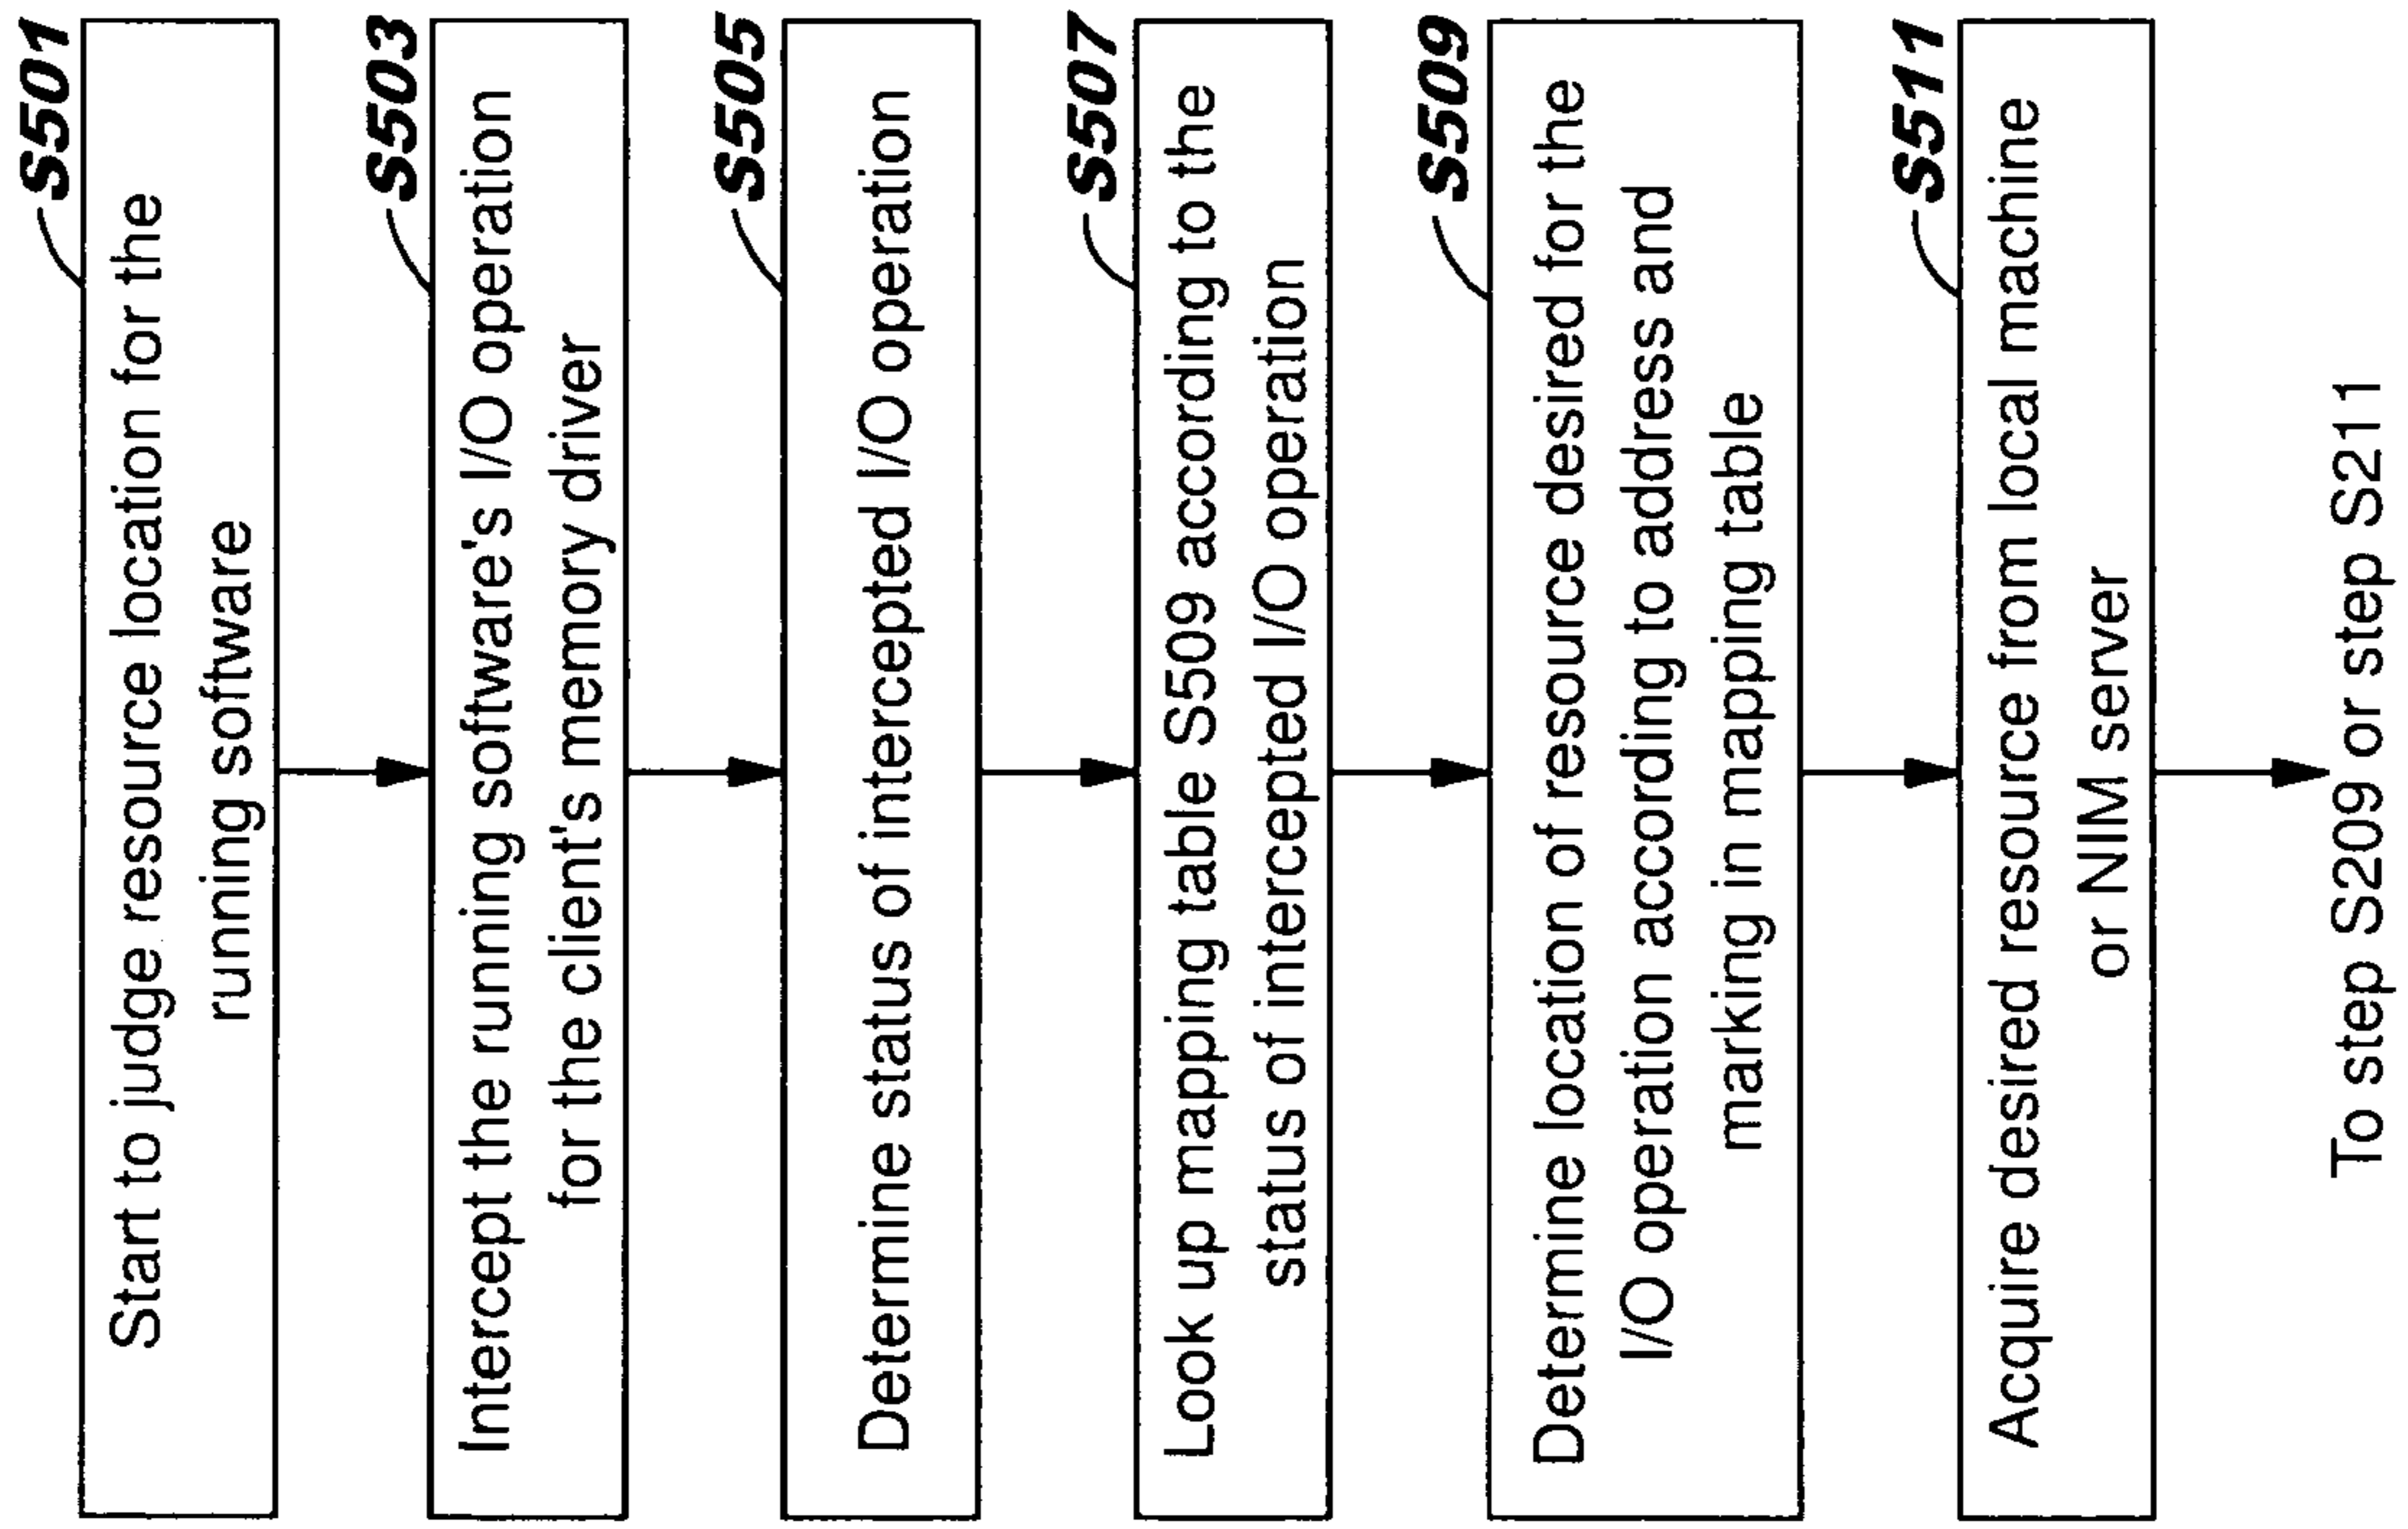 S501
Start to judge resource location for the
running software
S503
Intercept the running software's I/O operation
for the client's memory driver
S505
Determine status of intercepted I/O operation
S507
Look up mapping table S509 according to the
status of intercepted I/O operation
S509
Determine location of resource desired for the
I/O operation according to address and
marking in mapping table
S511
Acquire desired resource from local machine
or NIM server
To step S209 or step S211